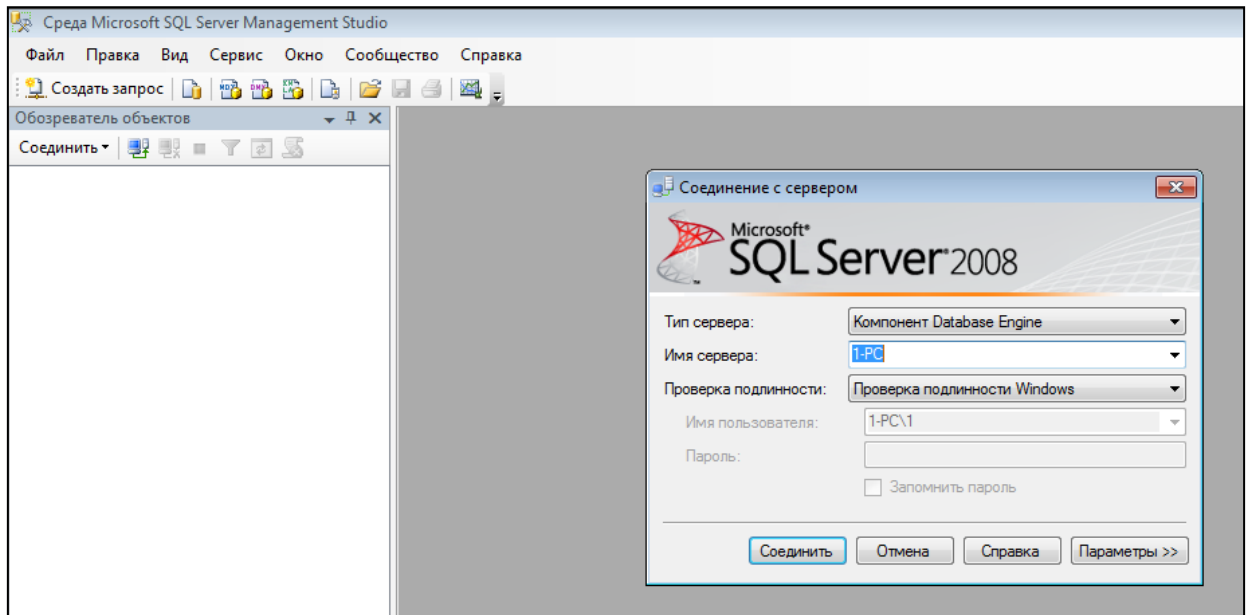 Среда Microsoft SQL Server Management Studio
Файл Правка Вид Сервис Окно Сообщество Справка
Создать запрос
Обозреватель объектов
Соединить
Соединение с сервером
Microsoft
SQL Server 2008
Тип сервера: Компонент Database Engine
Имя сервера: 1-PC
Проверка подлинности: Проверка подлинности Windows
Имя пользователя: 1-PC\1
Пароль:
Запомнить пароль
Соединить Отмена Справка Параметры >>